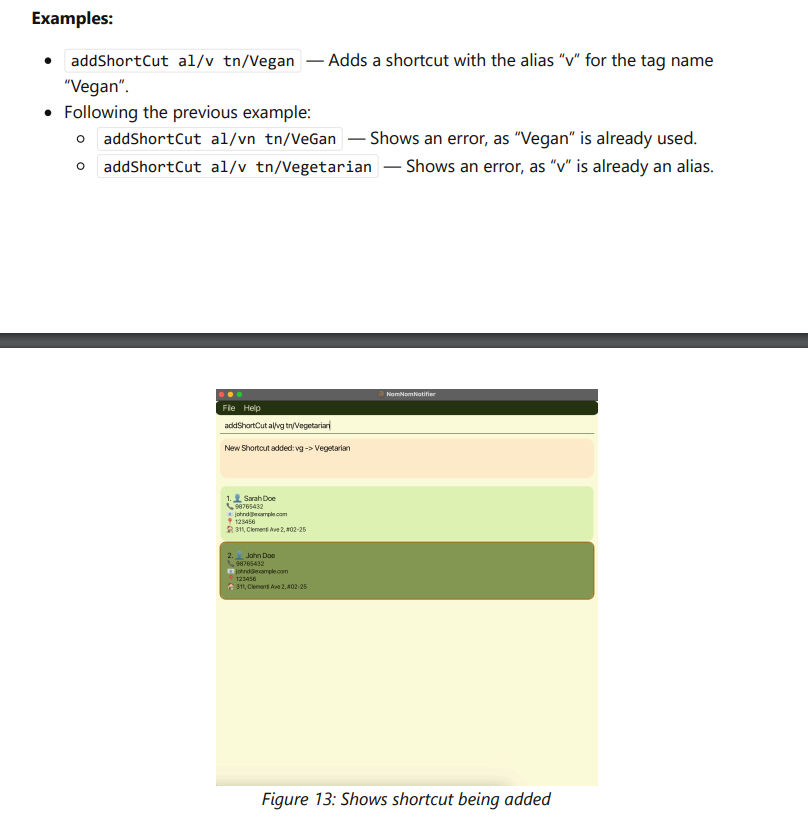 Examples:
• addShortCut al/v tn/Vegan — Adds a shortcut with the alias “v” for the tag name
“Vegan”.
• Following the previous example:
○ addShortCut al/vn tn/VeGan — Shows an error, as “Vegan” is already used.
○ addShortCut al/v tn/Vegetarian — Shows an error, as “v” is already an alias.
NomNomNotifier
File Help
addShortCut al/vg tn/Vegetarian
New Shortcut added: vg -> Vegetarian
1. Sarah Doe
98765432
johnd@example.com
123456
311, Clementi Ave 2, #02-25
2. John Doe
98765432
johnd@example.com
123456
311, Clementi Ave 2, #02-25
Figure 13: Shows shortcut being added